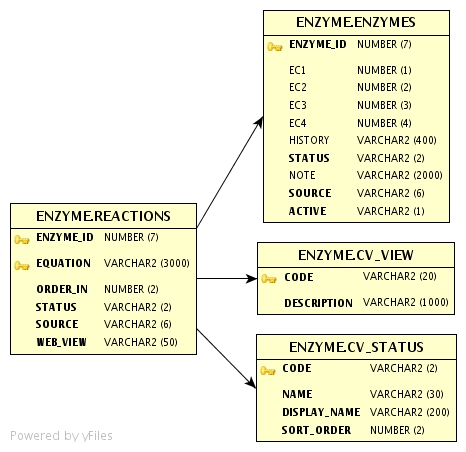 ENZYME.ENZYMES
ENZYME_ID NUMBER (7)
EC1 NUMBER (1)
EC2 NUMBER (2)
EC3 NUMBER (3)
EC4 NUMBER (4)
HISTORY VARCHAR2 (400)
STATUS VARCHAR2 (2)
NOTE VARCHAR2 (2000)
SOURCE VARCHAR2 (6)
ACTIVE VARCHAR2 (1)
ENZYME.REACTIONS
ENZYME_ID NUMBER (7)
EQUATION VARCHAR2 (3000)
ORDER_IN NUMBER (2)
STATUS VARCHAR2 (2)
SOURCE VARCHAR2 (6)
WEB_VIEW VARCHAR2 (50)
ENZYME.CV_VIEW
CODE VARCHAR2 (20)
DESCRIPTION VARCHAR2 (1000)
ENZYME.CV_STATUS
CODE VARCHAR2 (2)
NAME VARCHAR2 (30)
DISPLAY_NAME VARCHAR2 (200)
SORT_ORDER NUMBER (2)
Powered by yFiles